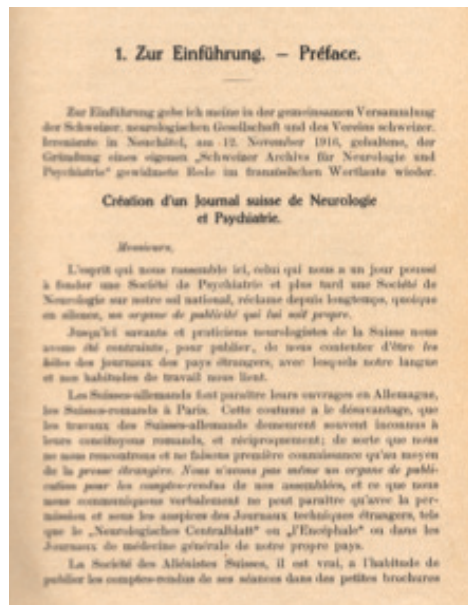 1. Zur Einführung. — Préface.
Zur Einführung gebe ich meine in der gemeinsamen Versammlung
der Schweizer. neurologischen Gesellschaft und des Vereins schweizer.
Irrenärzte in Neuchâtel, am 12. November 1916, gehaltene, der
Gründung eines eigenen „Schweizer Archivs für Neurologie und
Psychiatrie“ gewidmete Rede im französischen Wortlaute wieder.
Création d'un Journal suisse de Neurologie
et Psychiatrie.
Messieurs,
L'esprit qui nous rassemble ici, celui qui nous a un jour poussé
à fonder une Société de Psychiatrie et plus tard une Société de
Neurologie sur notre sol national, réclame depuis longtemps, quoique
en silence, un organe de publicité qui lui soit propre.
Jusqu'ici savants et praticiens neurologistes de la Suisse nous
avons été contraints, pour publier, de nous contenter d'être les
hôtes des journaux des pays étrangers, avec lesquels notre langue
et nos habitudes de travail nous lient.
Les Suisses-allemands font paraître leurs ouvrages en Allemagne,
les Suisses-romands à Paris. Cette coutume a le désavantage, que
les travaux des Suisses-allemands demeurent souvent inconnus à
leurs concitoyens romands, et réciproquement; de sorte que nous
ne nous rencontrons et ne faisons première connaissance qu'au moyen
de la presse étrangère. Nous n'avons pas même un organe de publi-
cation pour les comptes-rendus de nos assemblées, et ce que nous
nous communiquons verbalement ne peut paraître qu'avec la per-
mission et sous les auspices des Journaux techniques étrangers, tels
que le „Neurologisches Centralblatt“ ou „l'Encéphale“ ou dans les
Journaux de médecine générale de notre propre pays.
La Société des Aliénistes Suisses, il est vrai, a l'habitude de
publier les comptes-rendus de ses séances dans des petites brochures